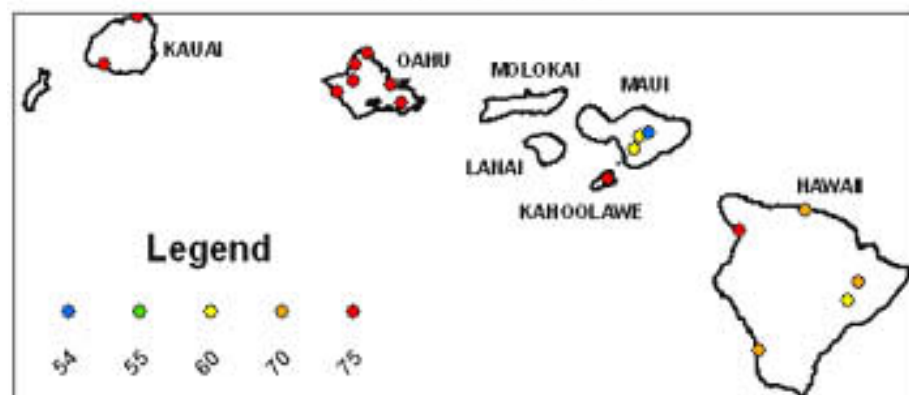 KAUAI
OAHU
MOLOKAI
MAUI
LANAI
KAHOOLAWE
HAWAII
Legend
54 55 60 70 75